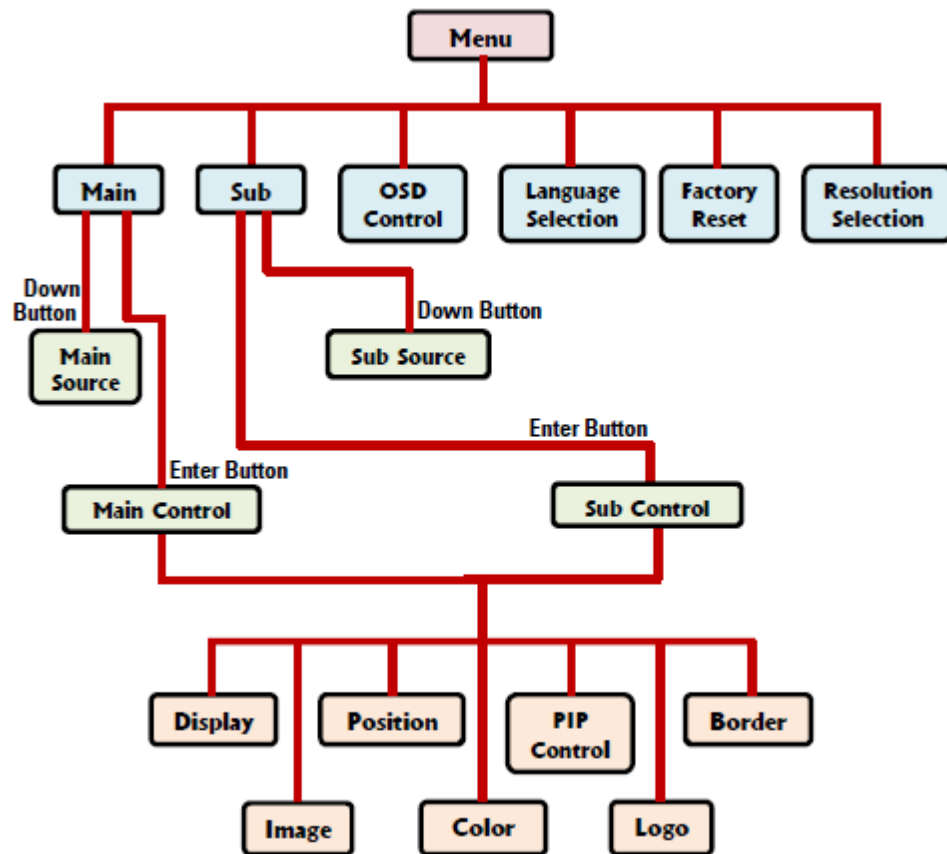 Menu
Main
Sub
OSD
Control
Language
Selection
Factory
Reset
Resolution
Selection
Down
Button
Main
Source
Down Button
Sub Source
Enter Button
Enter Button
Main Control
Sub Control
Display
Position
PIP
Control
Border
Image
Color
Logo